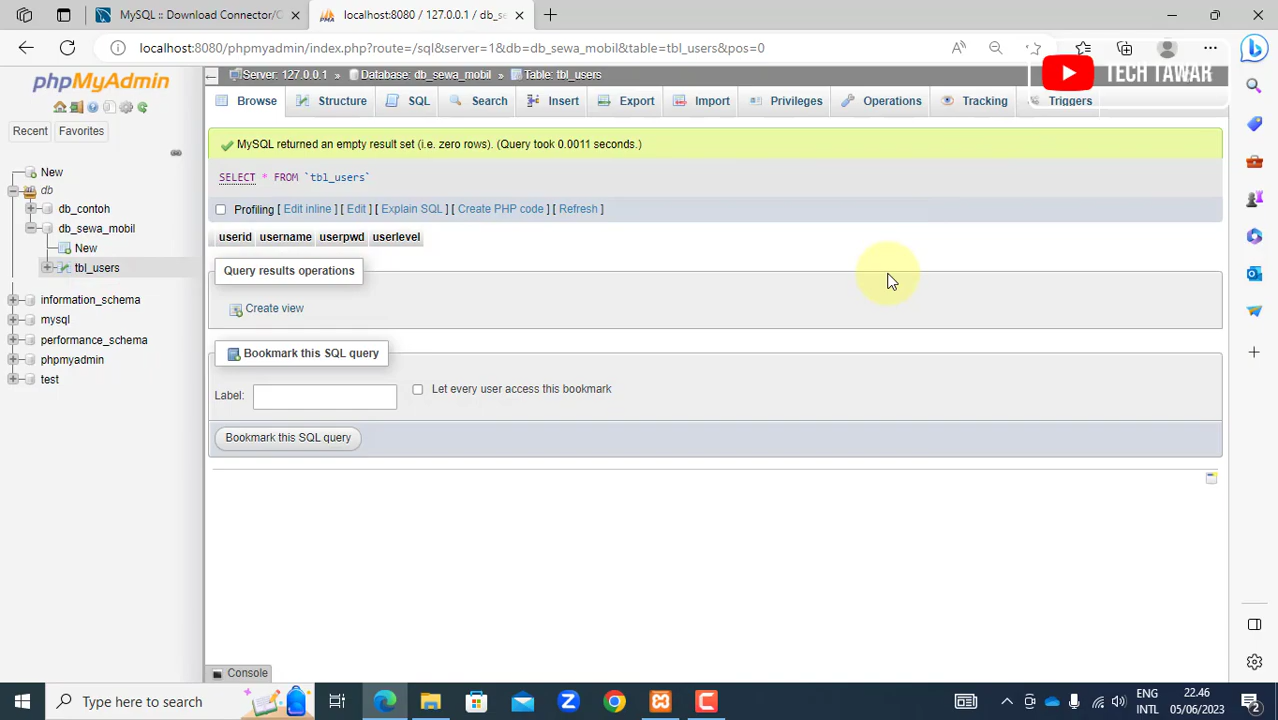 MySQL :: Download Connector/C
localhost:8080 / 127.0.0.1 / db_se
localhost:8080/phpmyadmin/index.php?route=/sql&server=1&db=db_sewa_mobil&table=tbl_users&pos=0
TECH TAWAR
phpMyAdmin
Recent
Favorites
New
db
db_contoh
db_sewa_mobil
New
tbl_users
information_schema
mysql
performance_schema
phpmyadmin
test
Server: 127.0.0.1 » Database: db_sewa_mobil » Table: tbl_users
Browse
Structure
SQL
Search
Insert
Export
Import
Privileges
Operations
Tracking
Triggers
MySQL returned an empty result set (i.e. zero rows). (Query took 0.0011 seconds.)
SELECT * FROM `tbl_users`
Profiling [ Edit inline ] [ Edit ] [ Explain SQL ] [ Create PHP code ] [ Refresh ]
userid username userpwd userlevel
Query results operations
Create view
Bookmark this SQL query
Label:
Let every user access this bookmark
Bookmark this SQL query
Console
Type here to search
ENG
INTL
22.46
05/06/2023
2